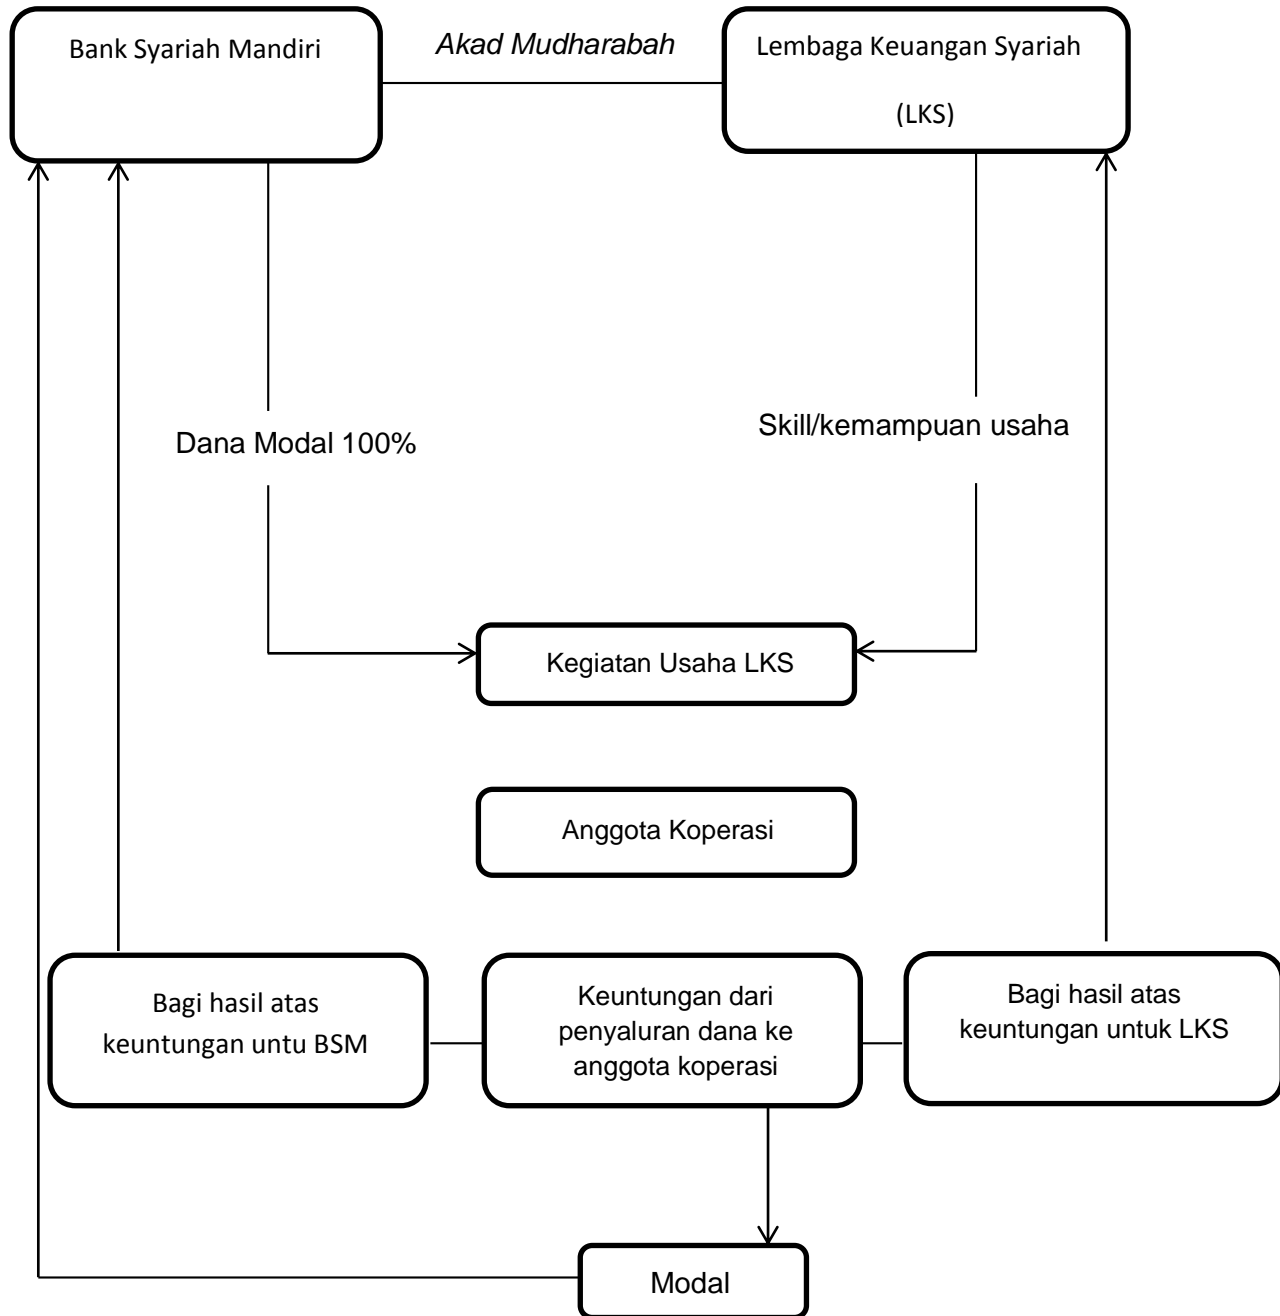 Bank Syariah Mandiri
Akad Mudharabah
Lembaga Keuangan Syariah
(LKS)
Dana Modal 100%
Skill/kemampuan usaha
Kegiatan Usaha LKS
Anggota Koperasi
Bagi hasil atas
keuntungan untu BSM
Keuntungan dari
penyaluran dana ke
anggota koperasi
Bagi hasil atas
keuntungan untuk LKS
Modal